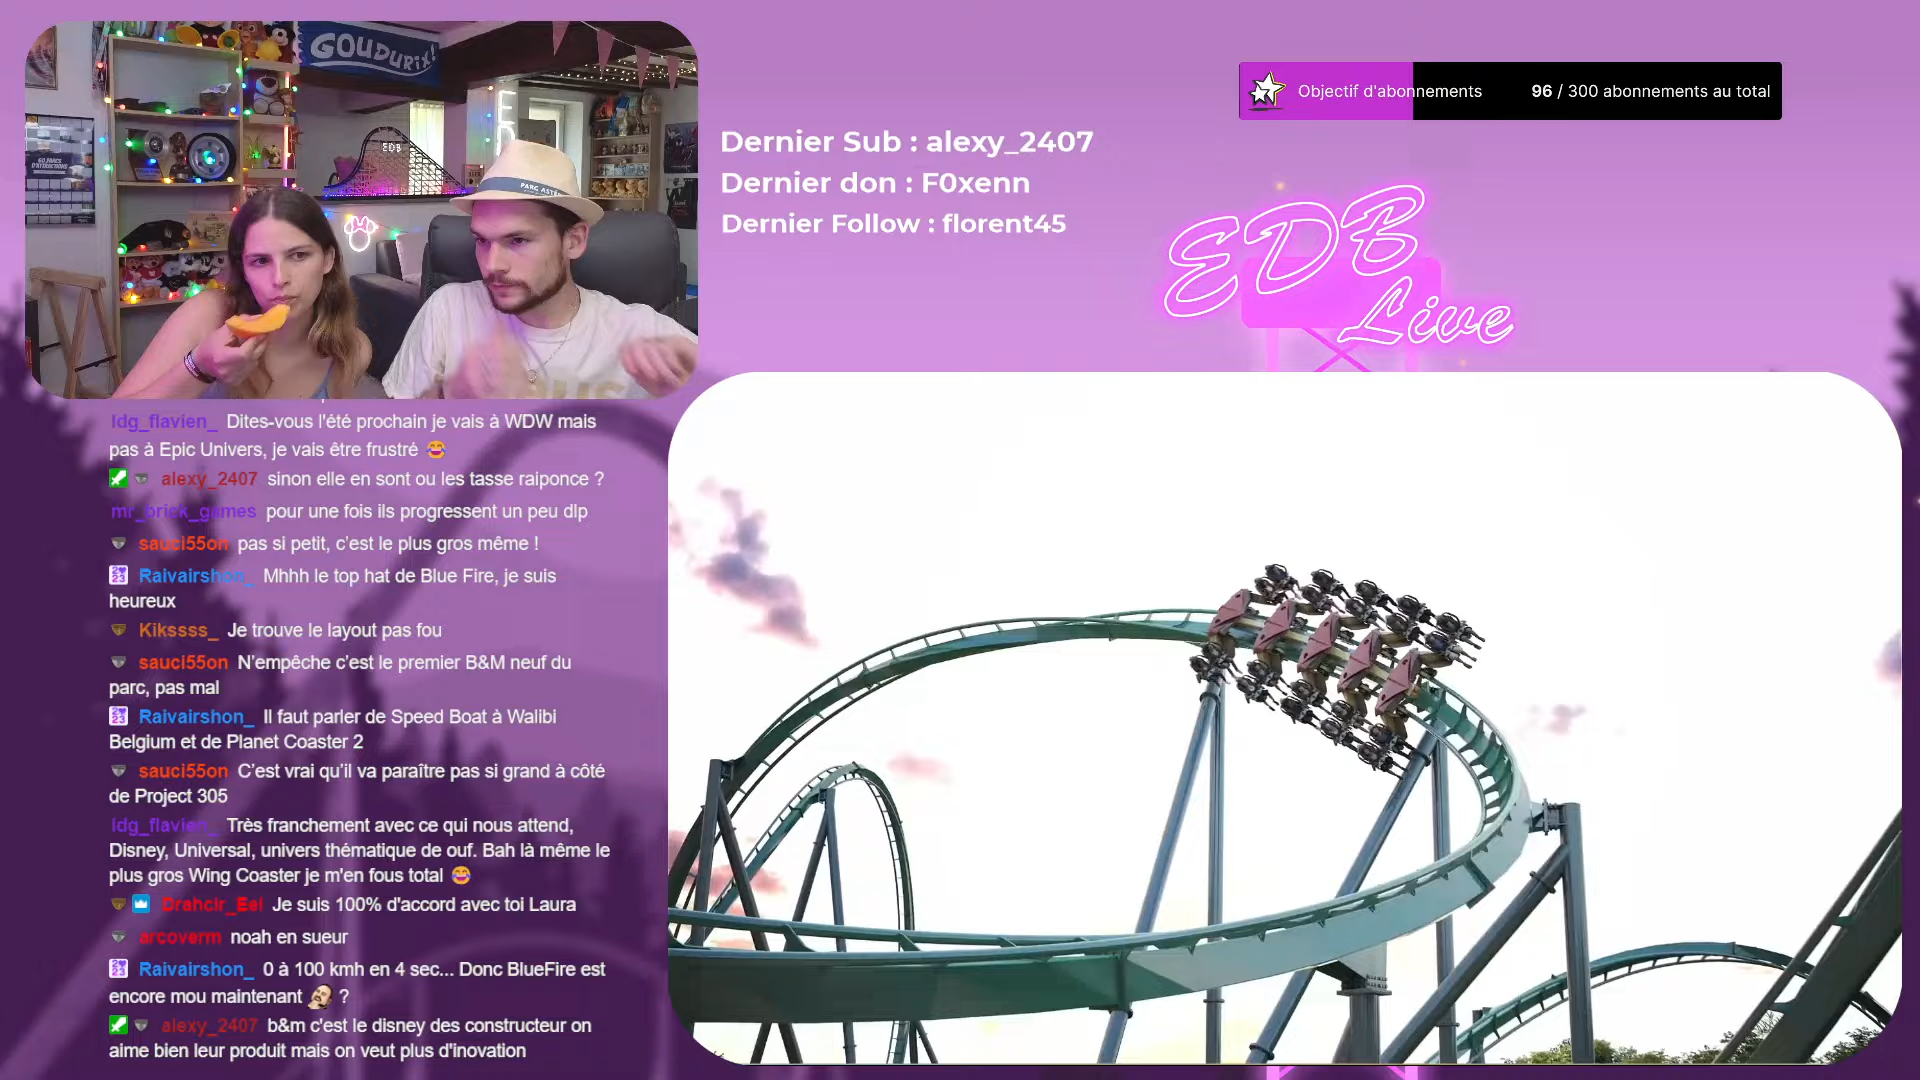 GOUDURIX!
EDB
PARC ASTÉ
Objectif d'abonnements
96 / 300 abonnements au total
Dernier Sub : alexy_2407
Dernier don : F0xenn
Dernier Follow : florent45
EDB
Live
ldg_flavien_ Dites-vous l'été prochain je vais à WDW mais
pas à Epic Univers, je vais être frustré 😂
alexy_2407 sinon elle en sont ou les tasse raiponce ?
mr_brick_games pour une fois ils progressent un peu dlp
sauci55on pas si petit, c'est le plus gros même !
Raivairshon_ Mhhh le top hat de Blue Fire, je suis
heureux
Kikssss_ Je trouve le layout pas fou
sauci55on N'empêche c'est le premier B&M neuf du
parc, pas mal
Raivairshon_ Il faut parler de Speed Boat à Walibi
Belgium et de Planet Coaster 2
sauci55on C'est vrai qu'il va paraître pas si grand à côté
de Project 305
ldg_flavien_ Très franchement avec ce qui nous attend,
Disney, Universal, univers thématique de ouf. Bah là même le
plus gros Wing Coaster je m'en fous total 😂
Drahcir_Eel Je suis 100% d'accord avec toi Laura
arcoverm noah en sueur
Raivairshon_ 0 à 100 kmh en 4 sec... Donc BlueFire est
encore mou maintenant ?
alexy_2407 b&m c'est le disney des constructeur on
aime bien leur produit mais on veut plus d'inovation